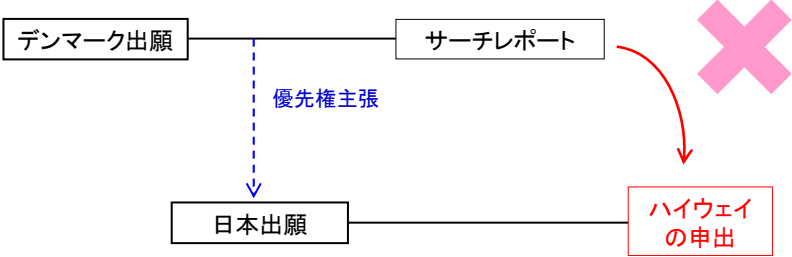 デンマーク出願
サーチレポート
優先権主張
日本出願
ハイウェイ
の申出